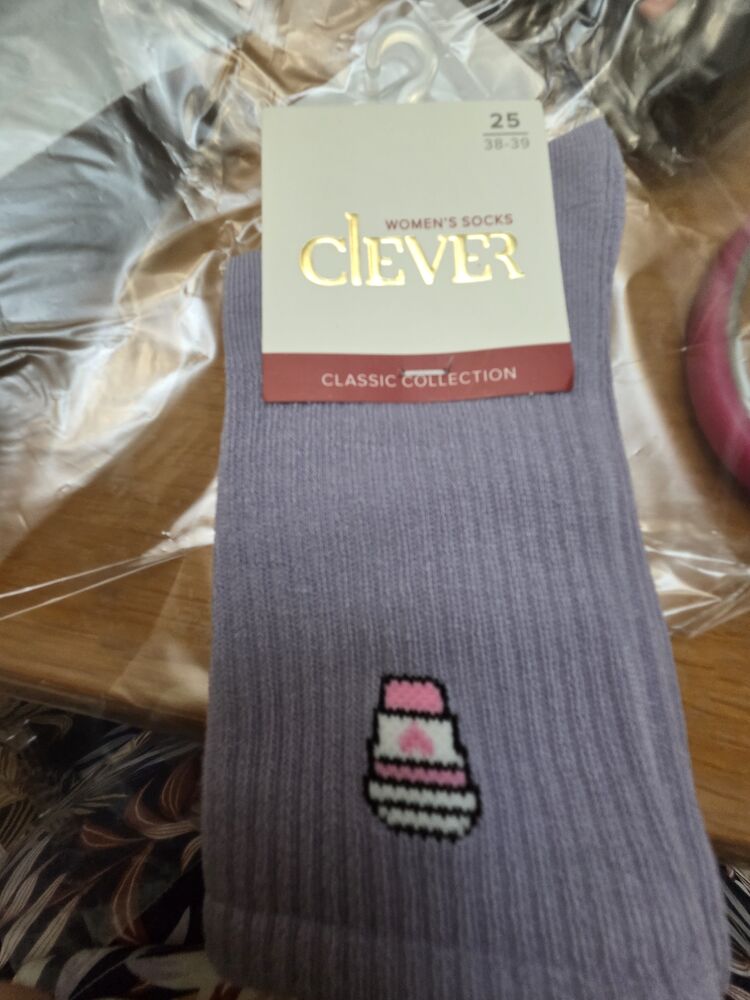 25
38-39
WOMEN'S SOCKS
ClEVER
CLASSIC COLLECTION